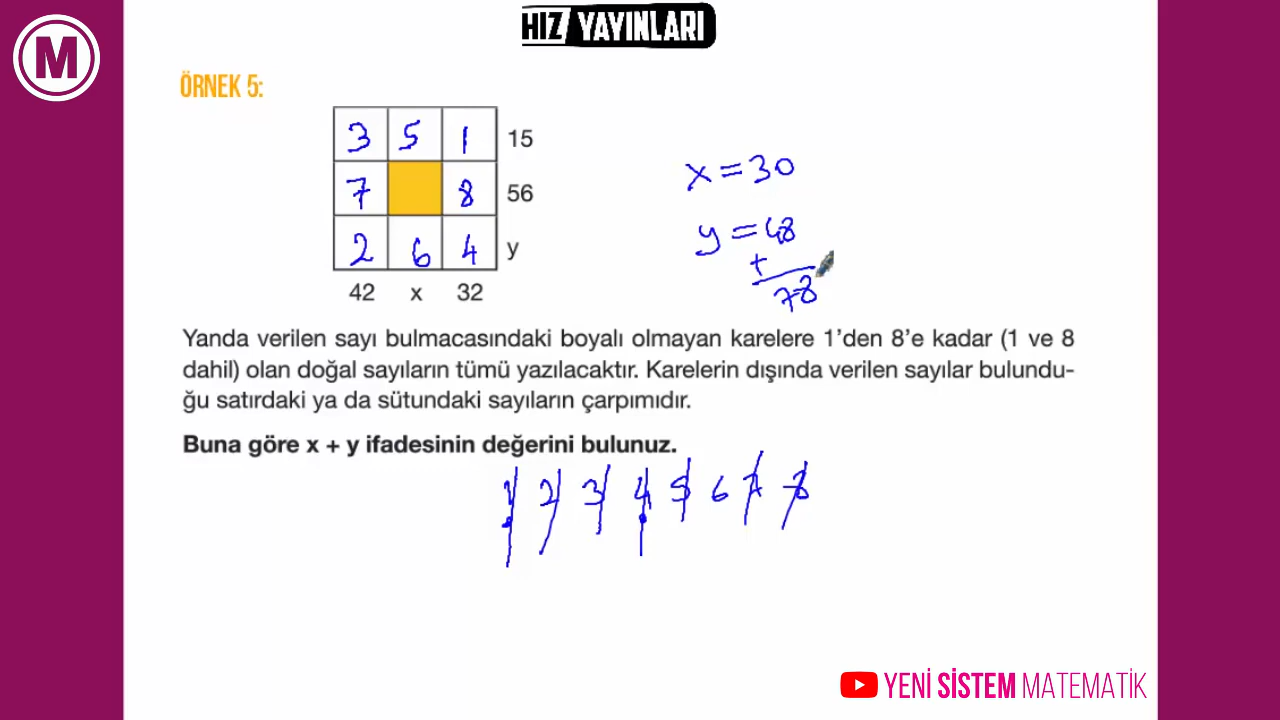 HIZ YAYINLARI
M
ÖRNEK 5:
3 5 1 15
7 8 56
2 6 4 y
42 x 32
x = 30
y = 48
+
78
Yanda verilen sayı bulmacasındaki boyalı olmayan karelere 1’den 8’e kadar (1 ve 8
dahil) olan doğal sayıların tümü yazılacaktır. Karelerin dışında verilen sayılar bulundu-
ğu satırdaki ya da sütundaki sayıların çarpımıdır.
Buna göre x + y ifadesinin değerini bulunuz.
1 2 3 4 5 6 7 8
YENİ SİSTEM MATEMATİK